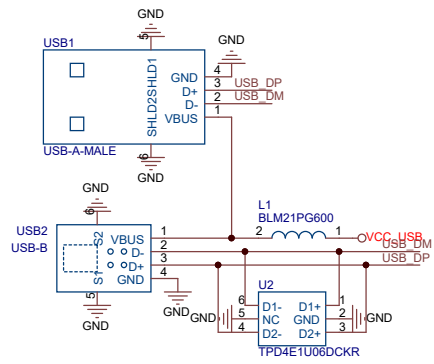 GND
5
USB1
GND
SHLD2SHLD1
GND 4
D+ 3 USB_DP
D- 2 USB_DM
VBUS 1
USB-A-MALE
6
GND
GND
6
L1
BLM21PG600
USB2
USB-B
S2
S1
VBUS 1
D- 2
D+ 3
GND 4
2 1 VCC_USB
USB_DM
USB_DP
5
GND
GND
U2
6 D1- D1+ 1
GND 5 NC GND 2 GND
4 D2- D2+ 3
TPD4E1U06DCKR